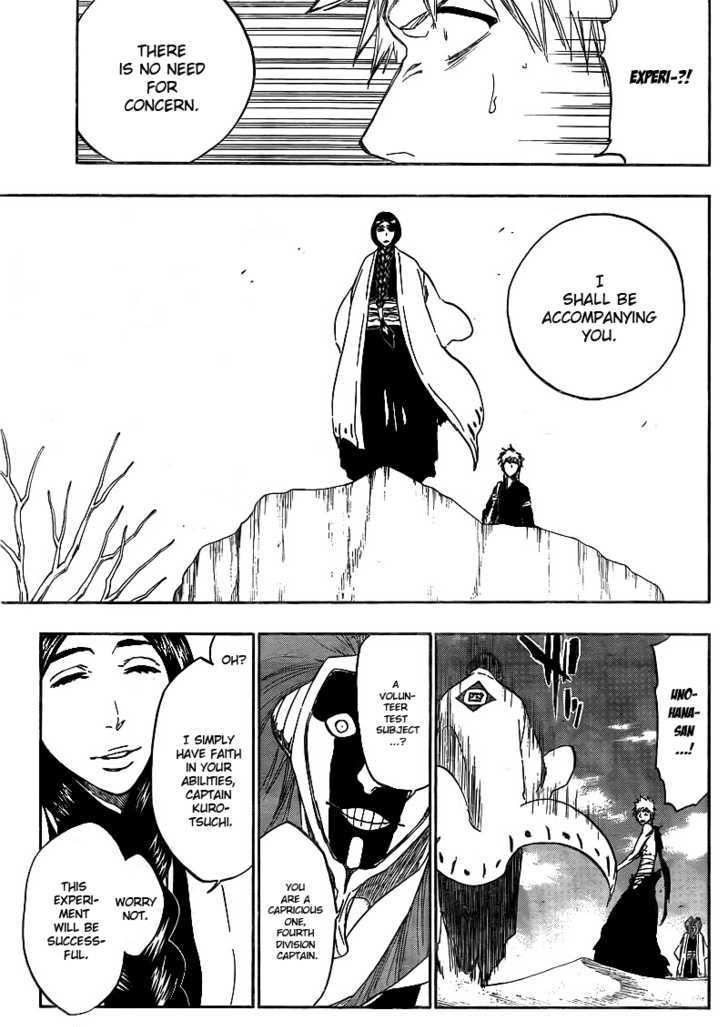 EXPERI-?!
THERE
IS NO NEED
FOR
CONCERN.
I
SHALL BE
ACCOMPANYING
YOU.
UNO-
HANA-
SAN
...!
四
A
VOLUN-
TEER
TEST
SUBJECT
...?
YOU
ARE A
CAPRICIOUS
ONE,
FOURTH
DIVISION
CAPTAIN.
OH?
I SIMPLY
HAVE FAITH
IN YOUR
ABILITIES,
CAPTAIN
KURO-
TSUCHI.
WORRY
NOT.
THIS
EXPERI-
MENT
WILL BE
SUCCESS-
FUL.